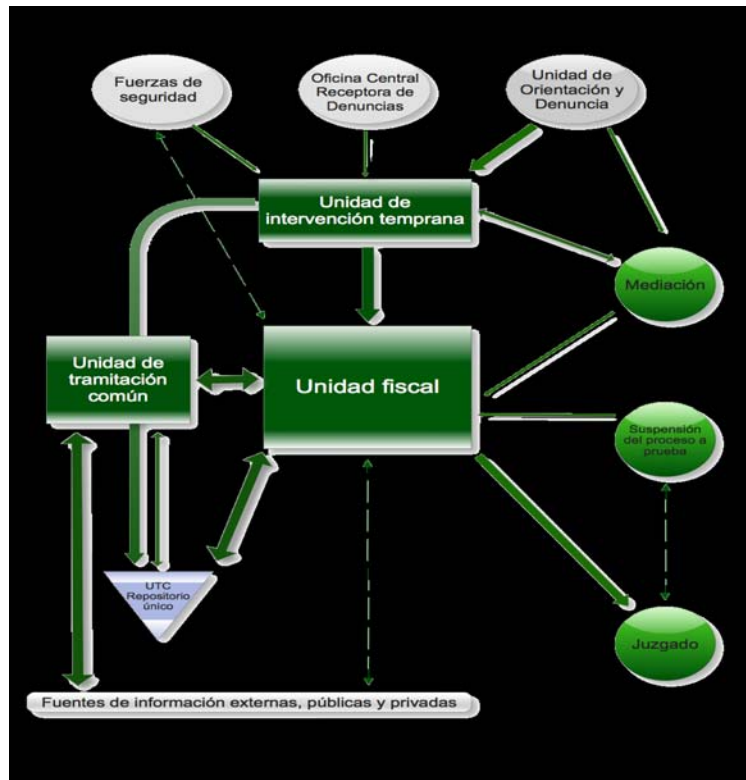 Fuerzas de
seguridad
Oficina Central
Receptora de
Denuncias
Unidad de
Orientación y
Denuncia
Unidad de
intervención temprana
Mediación
Unidad de
tramitación
común
Unidad fiscal
Suspensión
del proceso a
prueba
UTC
Repositorio
único
Juzgado
Fuentes de información externas, públicas y privadas